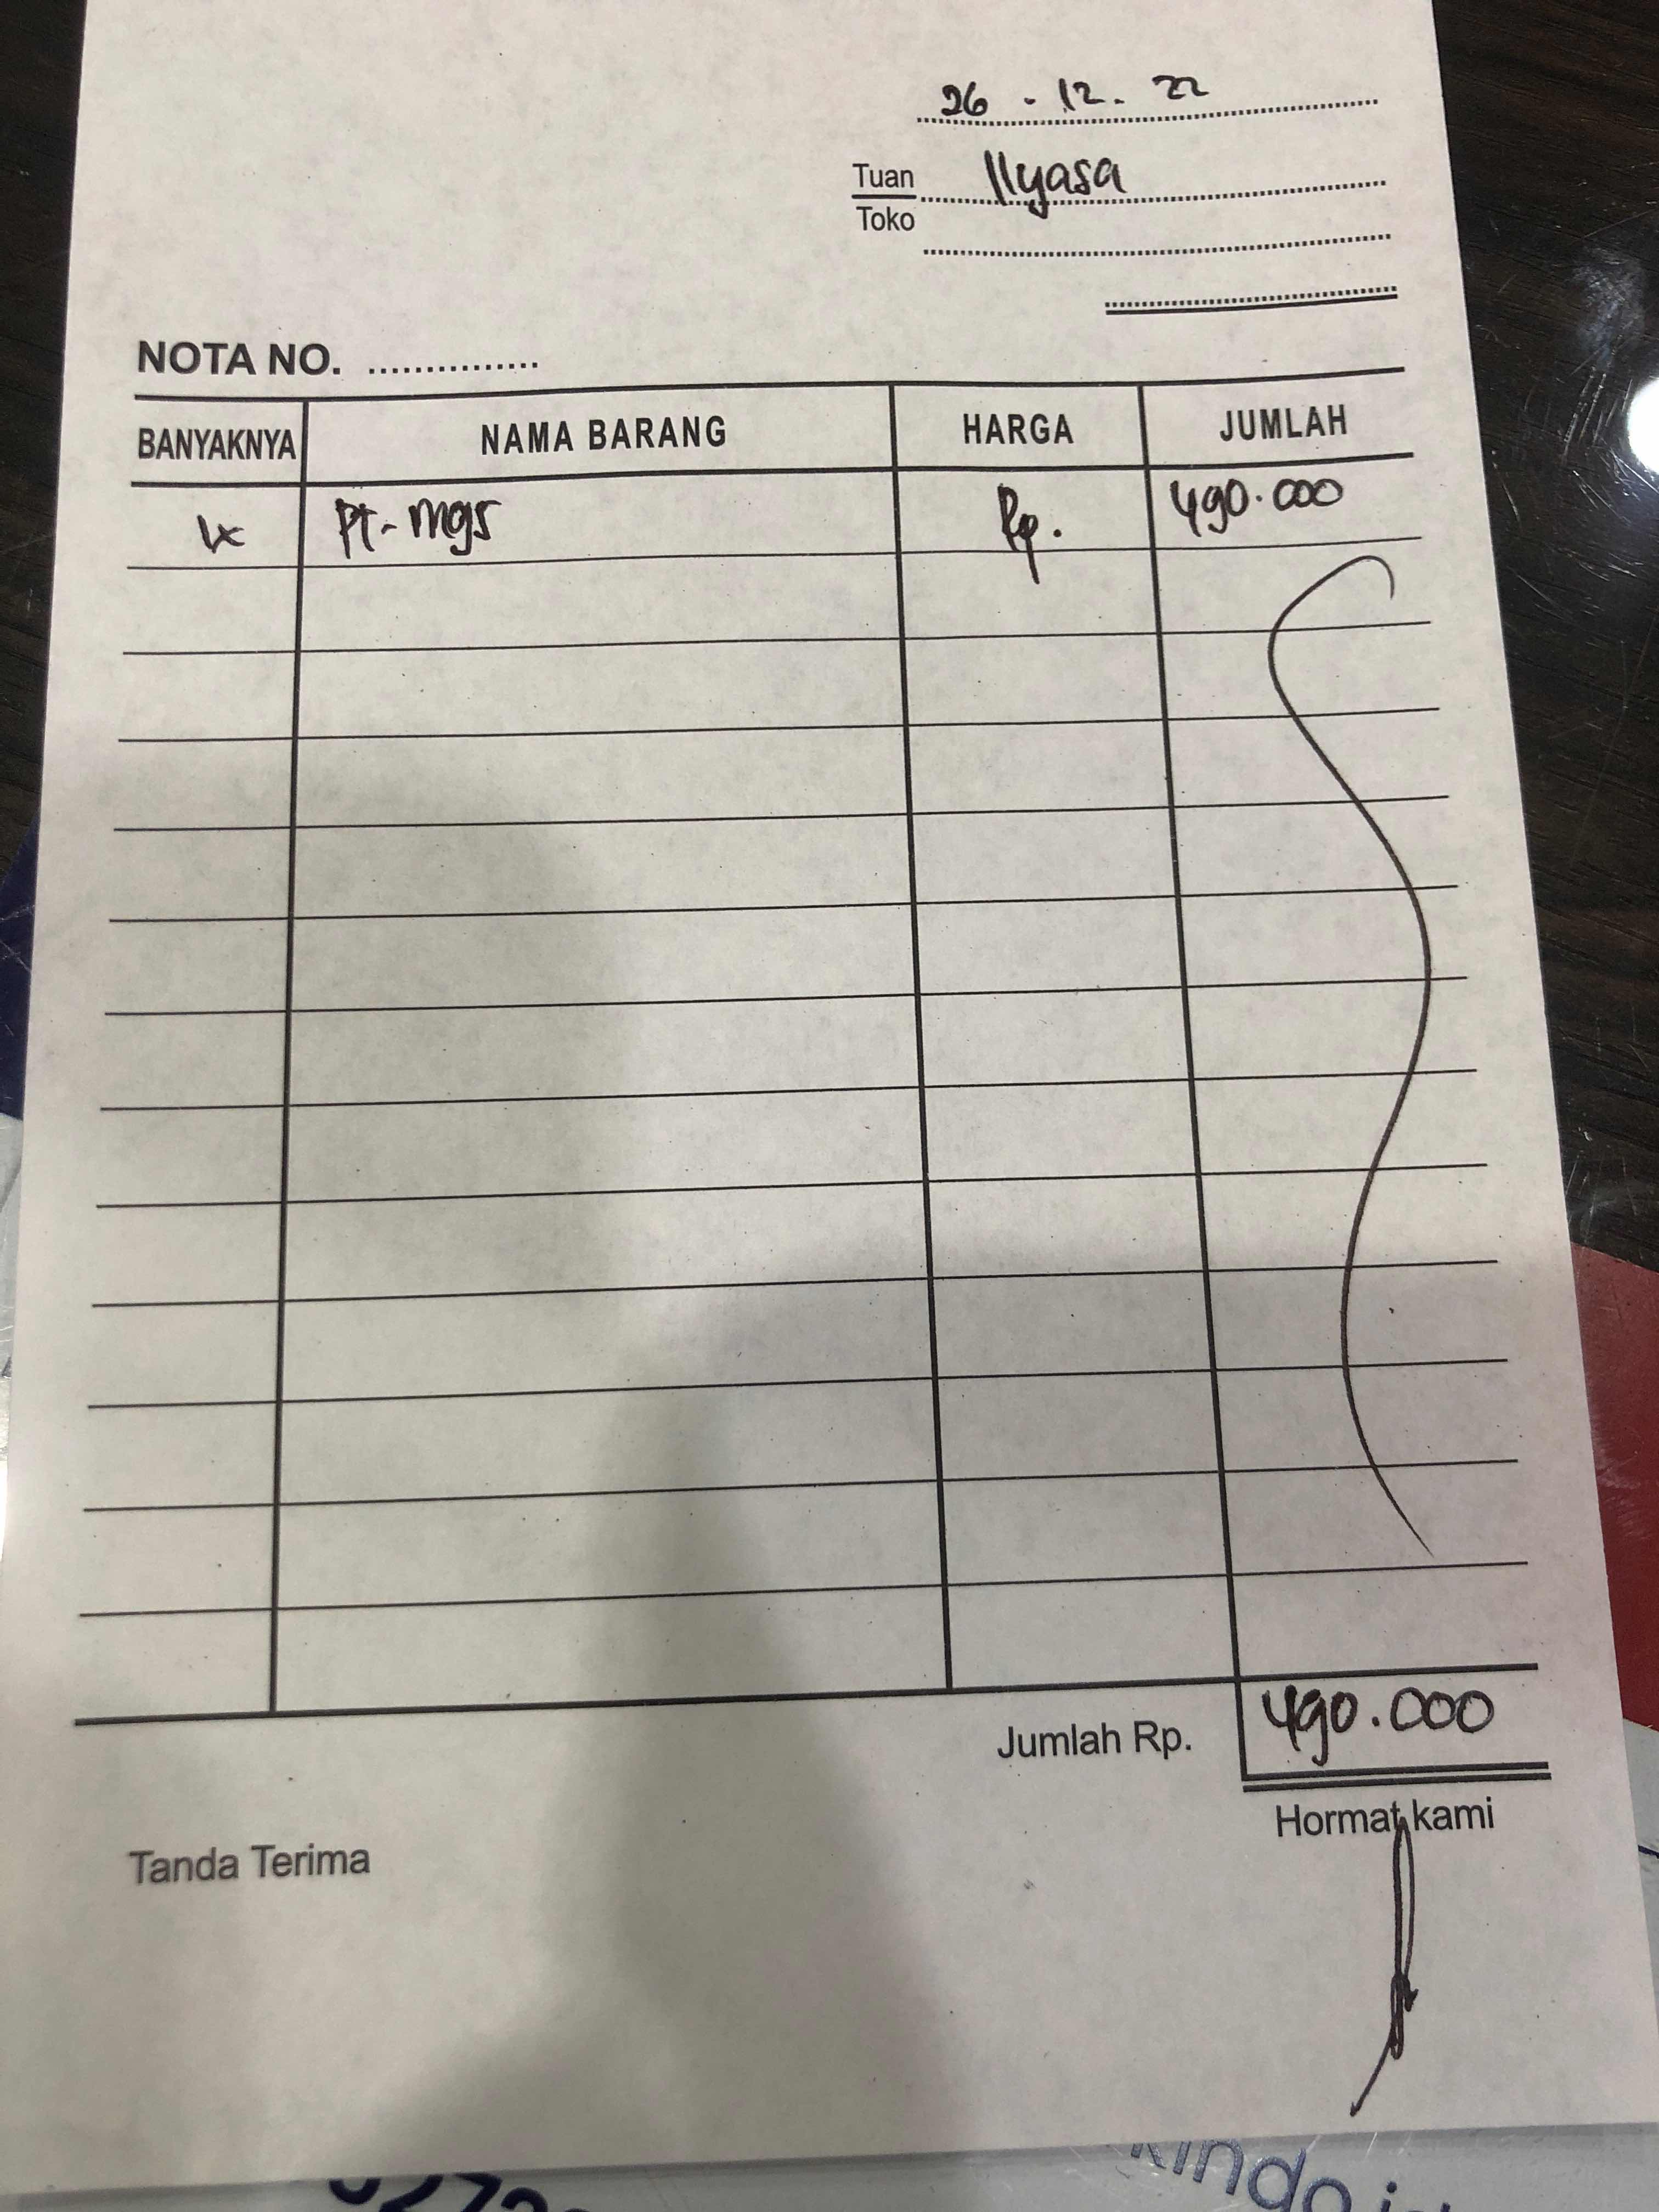 26 - 12 - 22
Tuan Ilyasa
Toko
NOTA NO. ...............
BANYAKNYA NAMA BARANG HARGA JUMLAH
1x Pt-mgs Rp. 490.000
Jumlah Rp. 490.000
Tanda Terima
Hormat kami